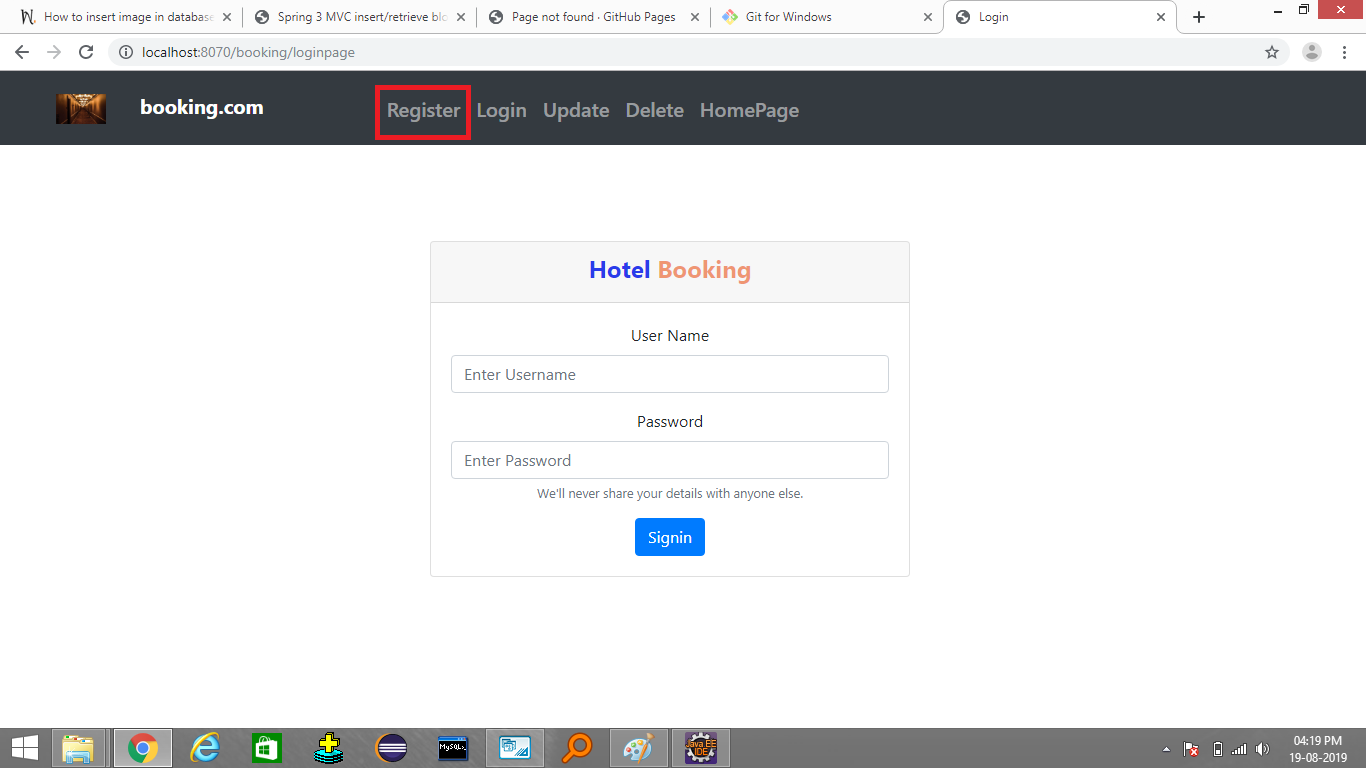 How to insert image in database
Spring 3 MVC insert/retrieve blo
Page not found · GitHub Pages
Git for Windows
Login
localhost:8070/booking/loginpage
booking.com
Register Login Update Delete HomePage
Hotel Booking
User Name
Enter Username
Password
Enter Password
We'll never share your details with anyone else.
Signin
MySQL
Java EE
IDE
04:19 PM
19-08-2019